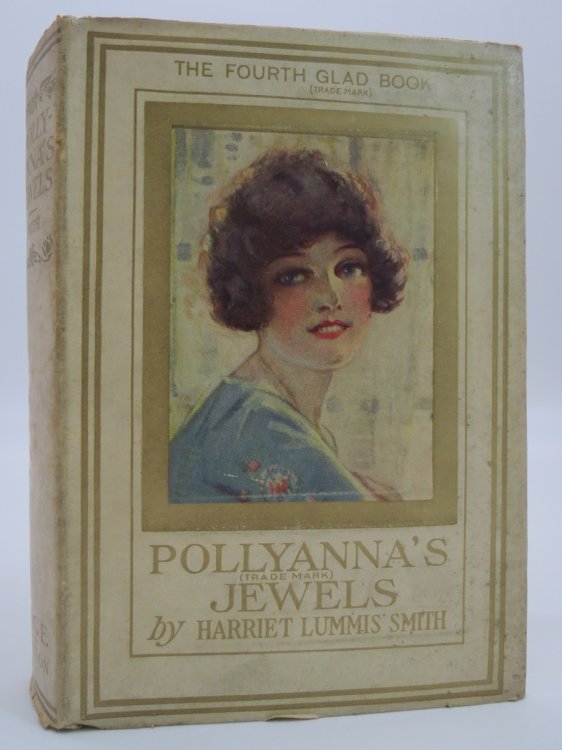 THE FOURTH GLAD BOOK
(TRADE MARK)
POLLYANNA'S
(TRADE MARK)
JEWELS
by HARRIET LUMMIS SMITH